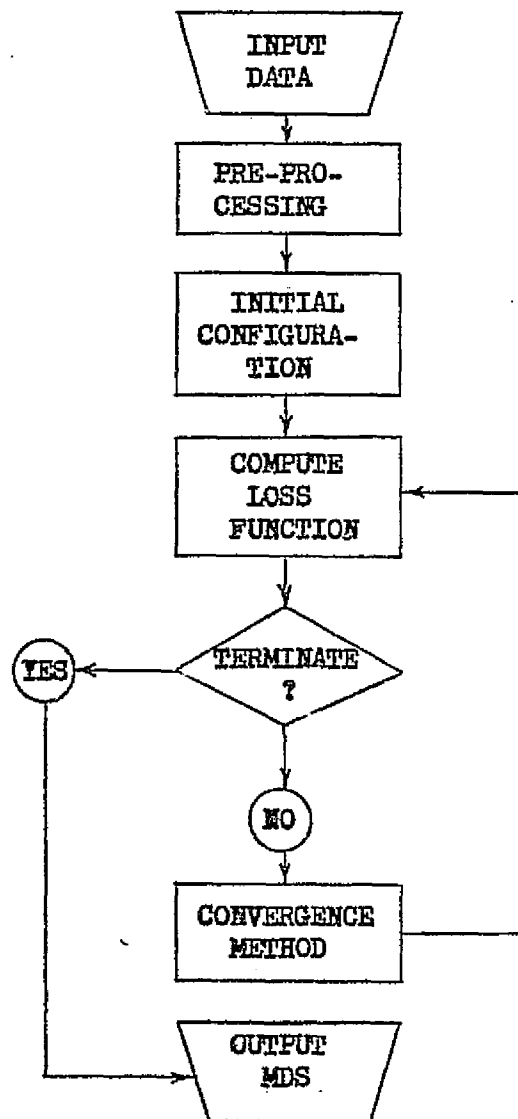 INPUT
DATA
PRE-PRO-
CESSING
INITIAL
CONFIGURA-
TION
COMPUTE
LOSS
FUNCTION
TERMINATE
?
YES
NO
CONVERGENCE
METHOD
OUTPUT
MDS